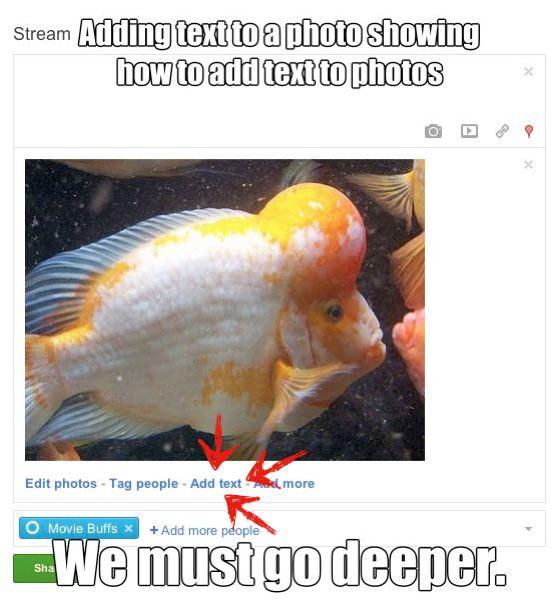 Stream
Adding text to a photo showing
how to add text to photos
Edit photos - Tag people - Add text - Add more
Movie Buffs × + Add more people
Sha
We must go deeper.